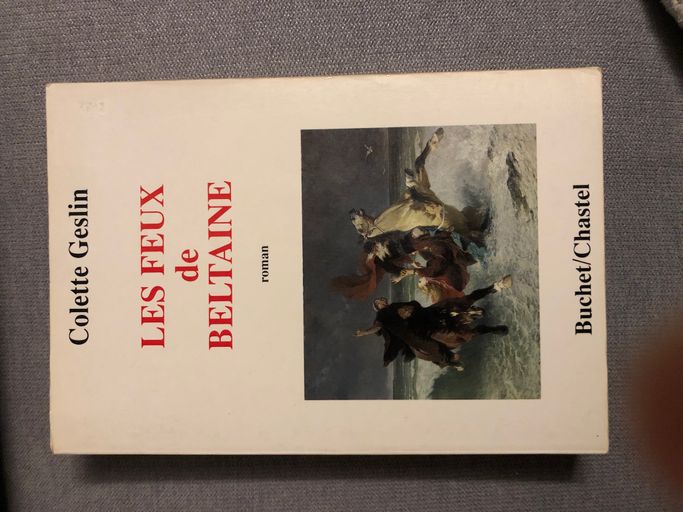 Colette Geslin
LES FEUX
de
BELTAINE
roman
Buchet/Chastel